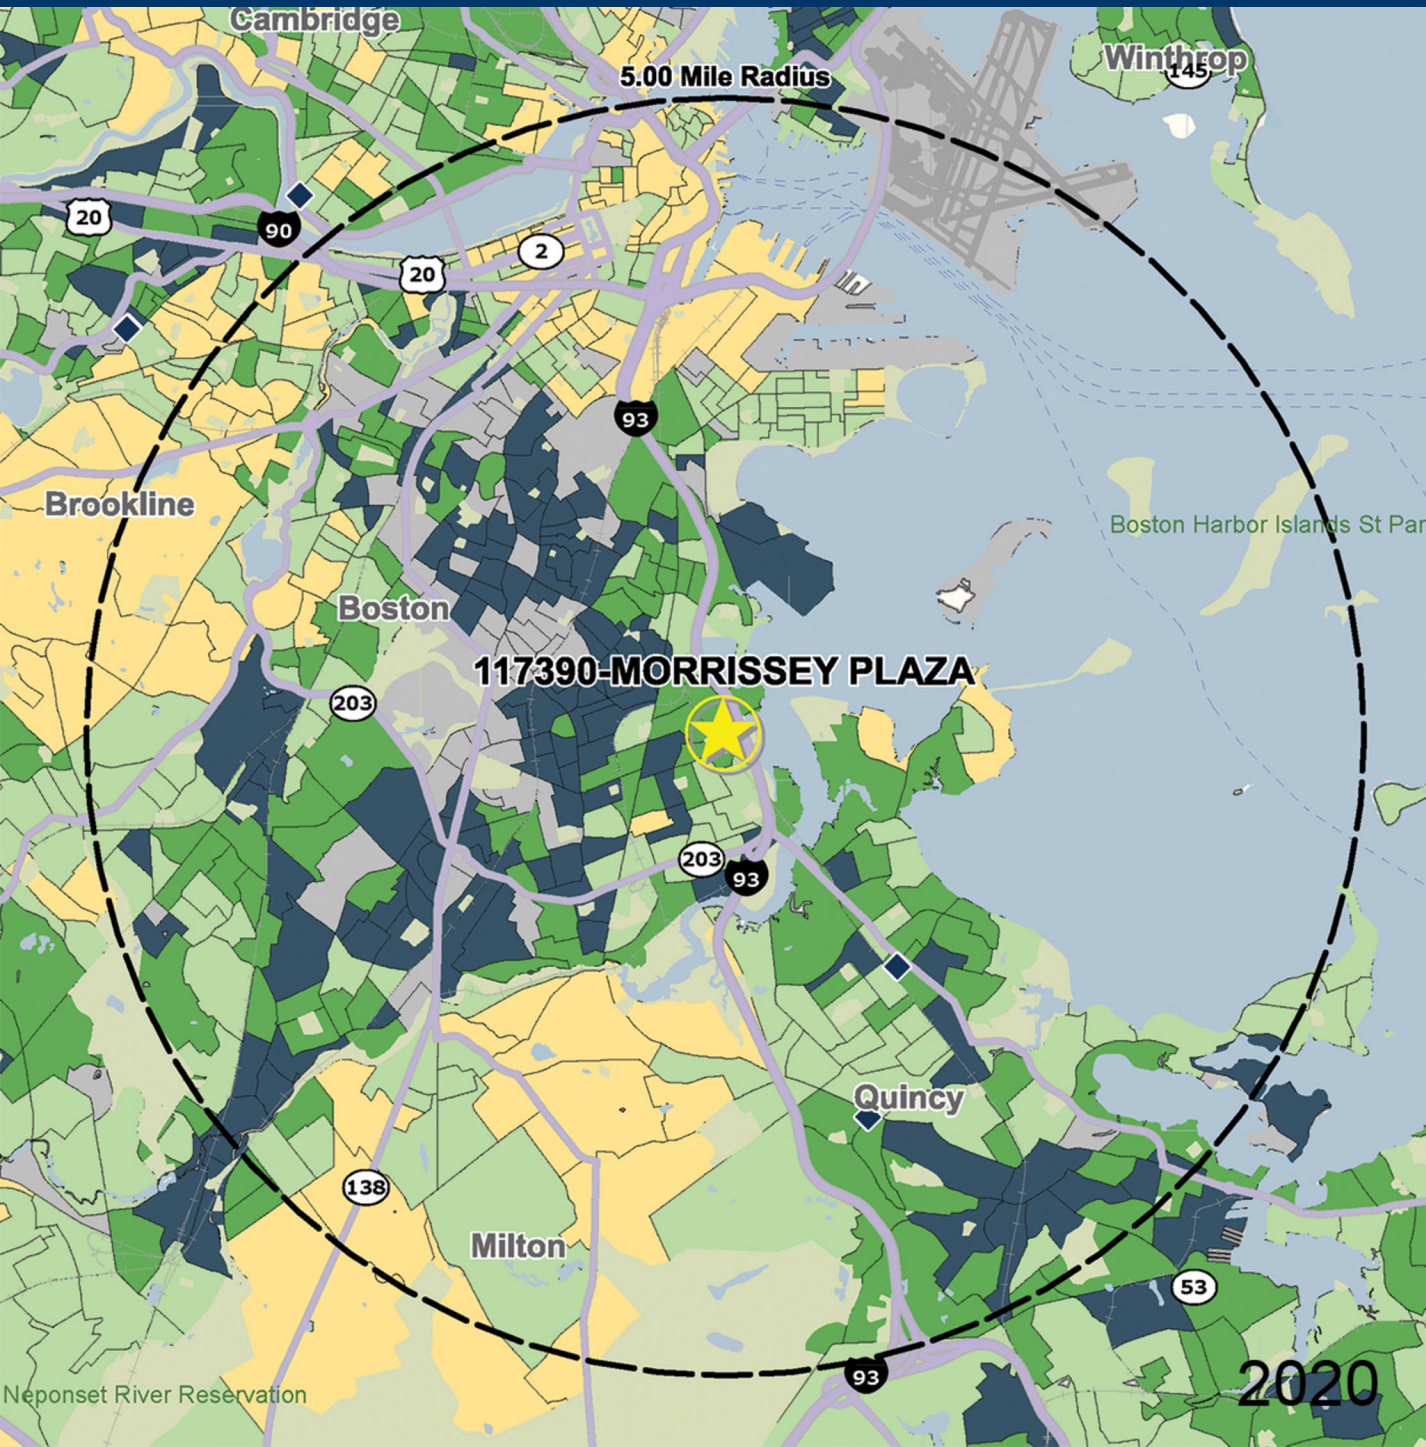 Cambridge
Winthrop
145
5.00 Mile Radius
20
90
2
20
93
Brookline
Boston Harbor Islands St Par
Boston
117390-MORRISSEY PLAZA
203
203
93
Quincy
138
Milton
53
93
2020
Neponset River Reservation